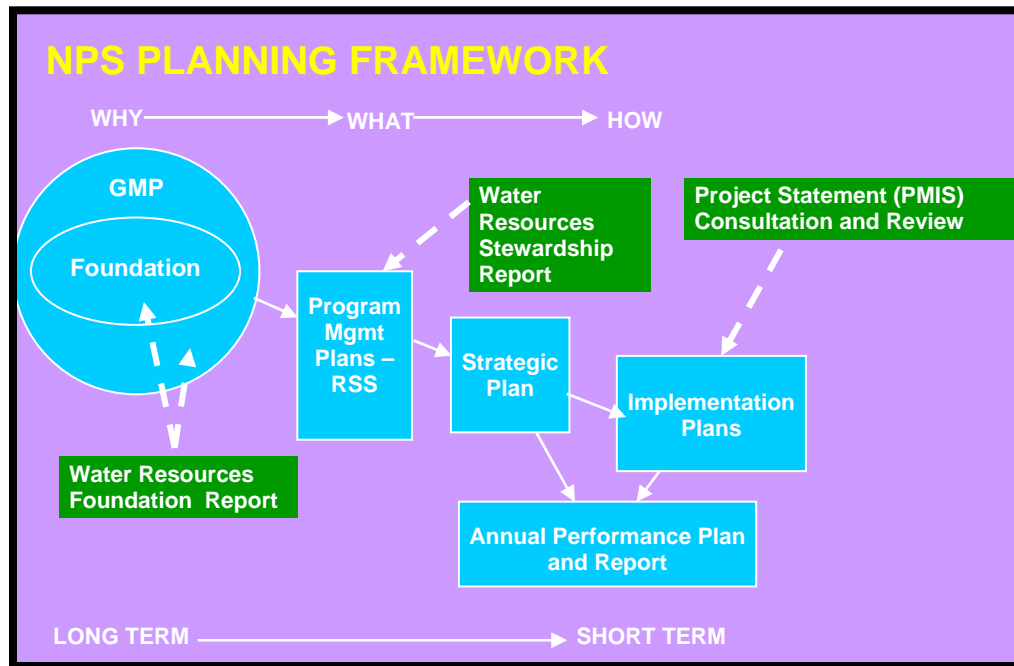 NPS PLANNING FRAMEWORK
WHY
WHAT
HOW
GMP
Foundation
Water
Resources
Stewardship
Report
Project Statement (PMIS)
Consultation and Review
Program
Mgmt
Plans –
RSS
Strategic
Plan
Implementation
Plans
Water Resources
Foundation Report
Annual Performance Plan
and Report
LONG TERM
SHORT TERM